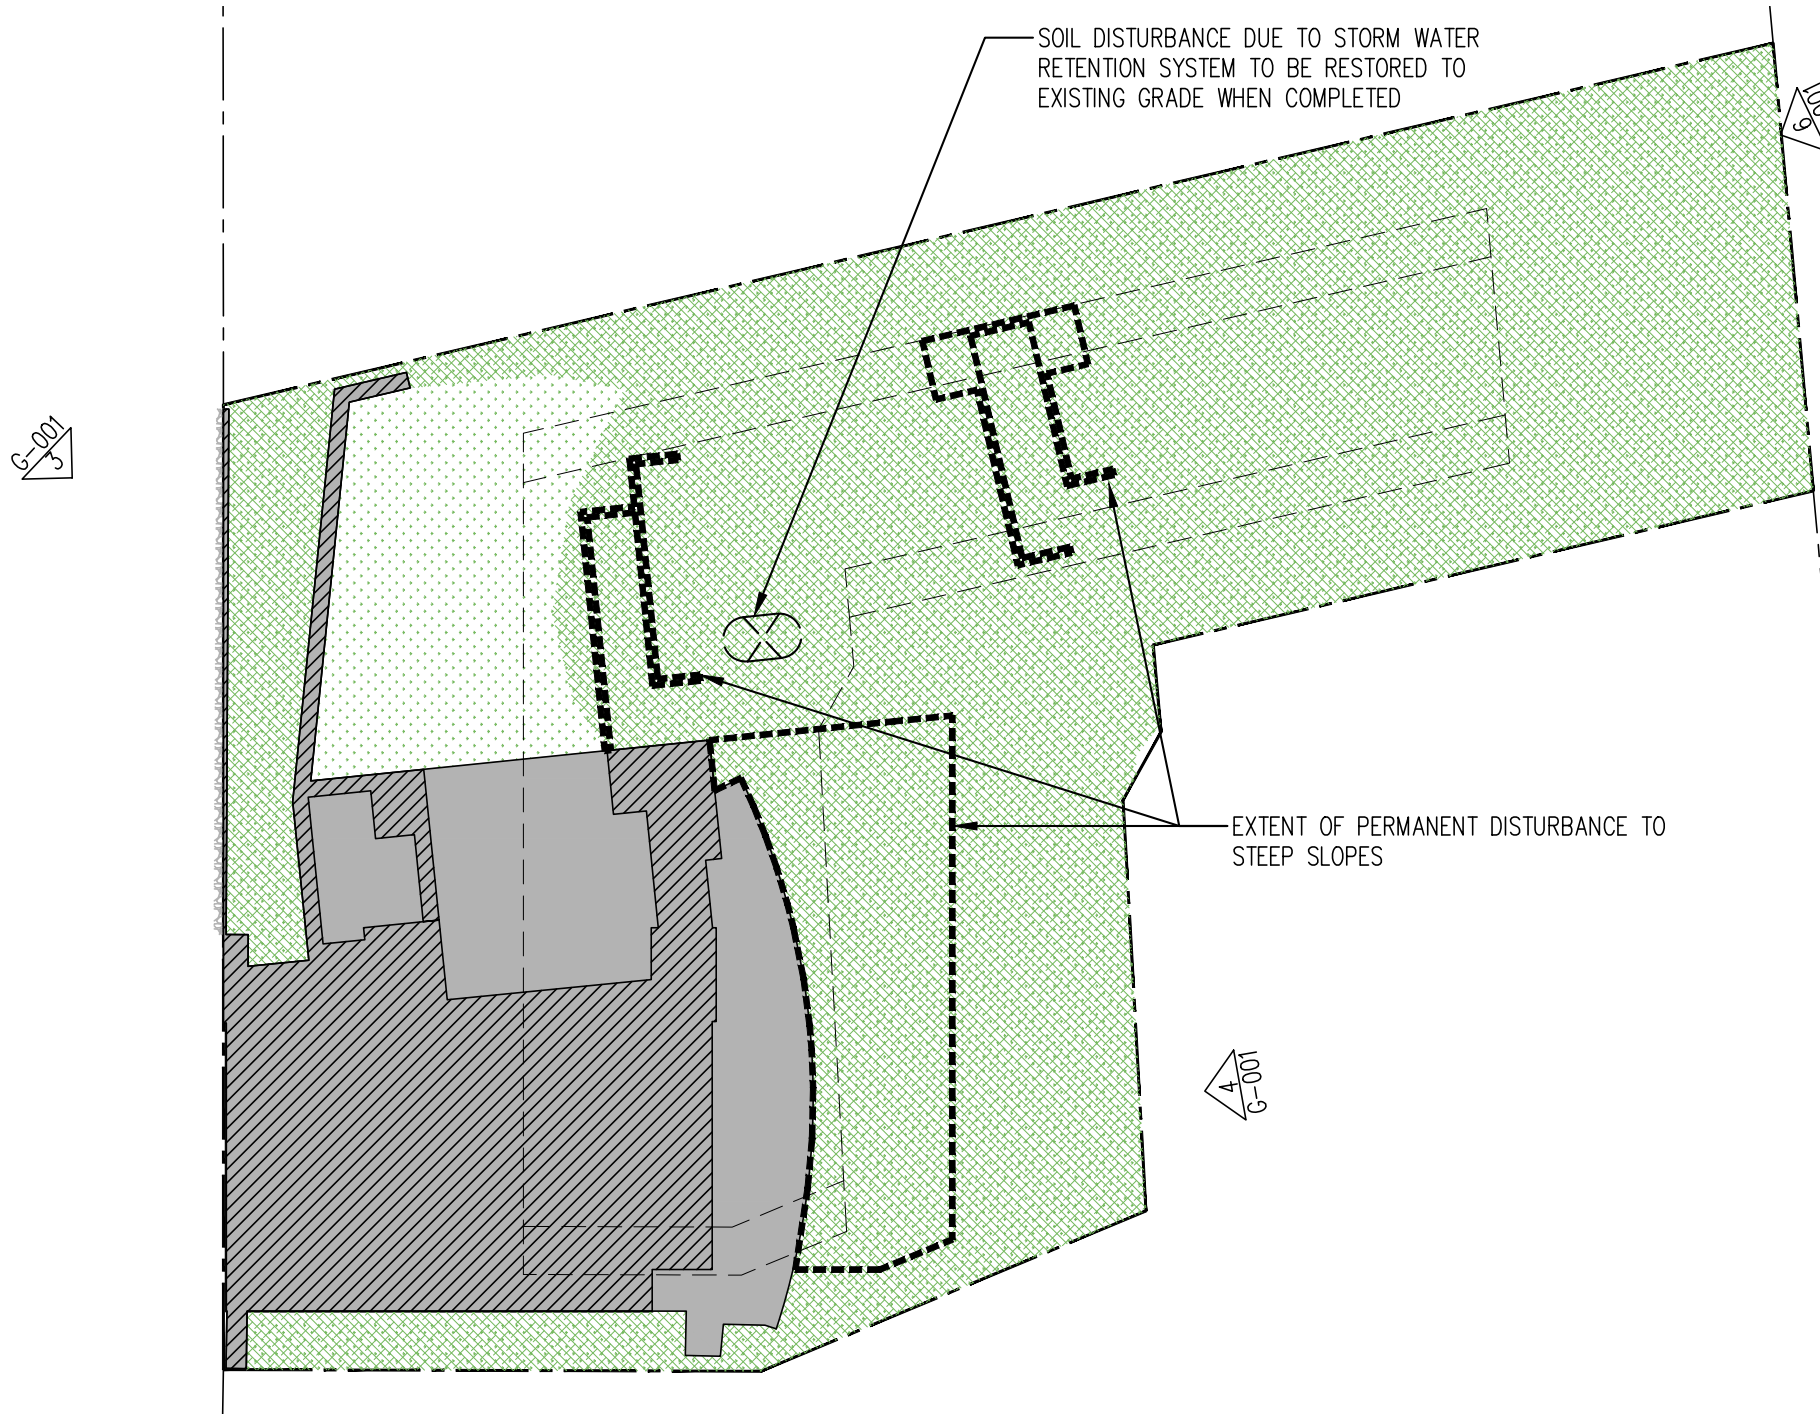 SOIL DISTURBANCE DUE TO STORM WATER
RETENTION SYSTEM TO BE RESTORED TO
EXISTING GRADE WHEN COMPLETED
6
G-001
3
EXTENT OF PERMANENT DISTURBANCE TO
STEEP SLOPES
4
G-001